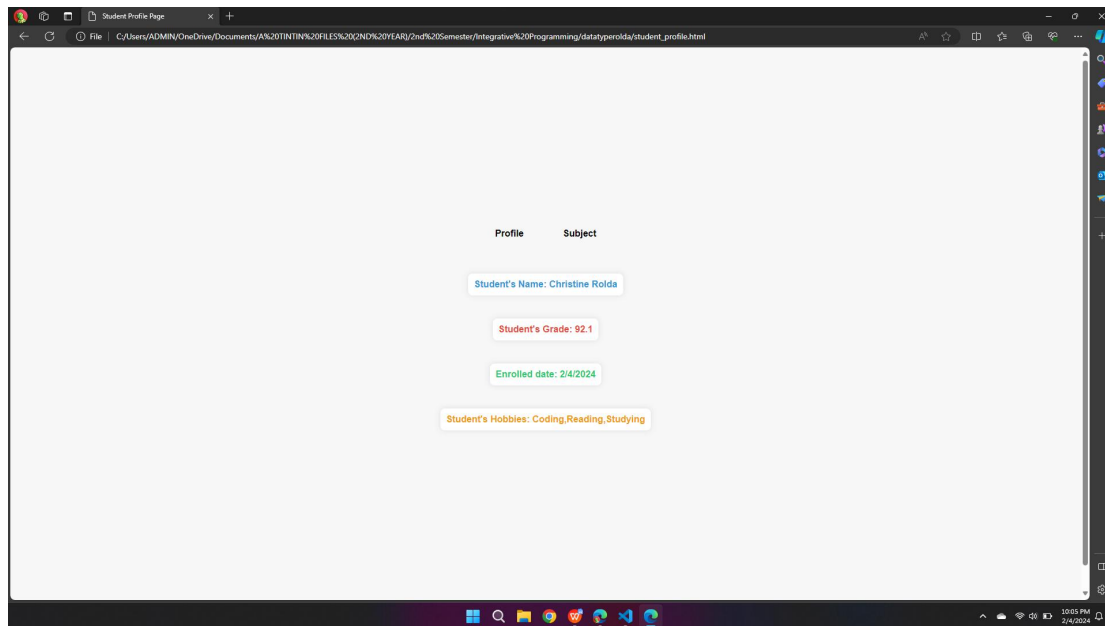 Student Profile Page
File | C:/Users/ADMIN/OneDrive/Documents/A%20TINTIN%20FILES%20(2ND%20YEAR)/2nd%20Semester/Integrative%20Programming/datatyperolda/student_profile.html
Profile Subject
Student's Name: Christine Rolda
Student's Grade: 92.1
Enrolled date: 2/4/2024
Student's Hobbies: Coding,Reading,Studying
10:05 PM
2/4/2024